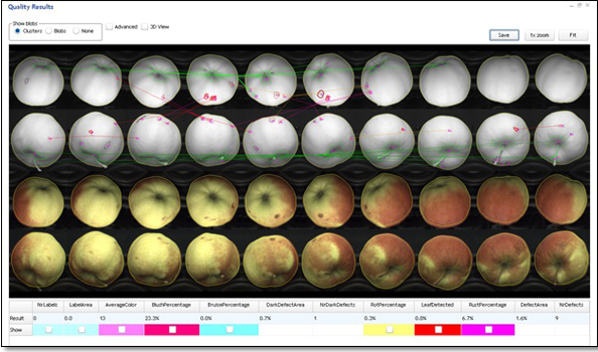 Quality Results
Show Blobs
Clusters Blobs None Advanced 3D View Save 1x zoom Fit
NrLabels LabelArea AverageColor BlushPercentage BruisePercentage DarkDefectArea NrDarkDefects RotPercentage LeafDetected RustPercentage DefectArea NrDefects
Result 0 0.0 13 23.3% 0.0% 0.7% 1 0.3% 0.0% 6.7% 1.6% 9
Show